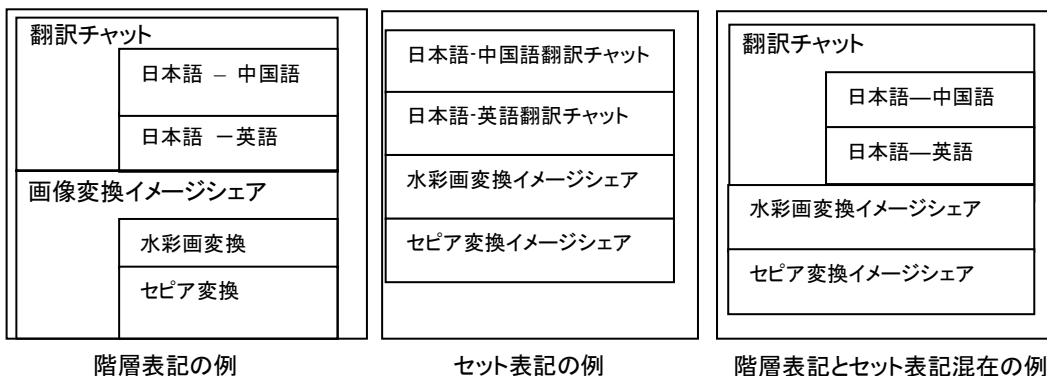 翻訳チャット
日本語 – 中国語
日本語 －英語
画像変換イメージシェア
水彩画変換
セピア変換
階層表記の例
日本語-中国語翻訳チャット
日本語-英語翻訳チャット
水彩画変換イメージシェア
セピア変換イメージシェア
セット表記の例
翻訳チャット
日本語―中国語
日本語―英語
水彩画変換イメージシェア
セピア変換イメージシェア
階層表記とセット表記混在の例